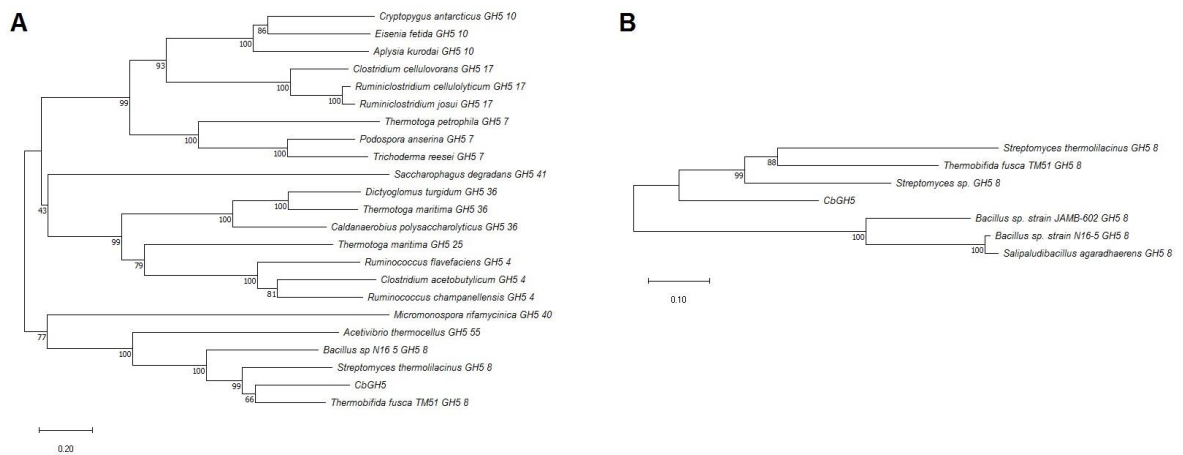 A
Cryptopygus antarcticus GH5 10
86
Eisenia fetida GH5 10
100
Aplysia kurodai GH5 10
93
Clostridium cellulovorans GH5 17
100
Ruminiclostridium cellulolyticum GH5 17
100
Ruminiclostridium josui GH5 17
99
Thermotoga petrophila GH5 7
100
Podospora anserina GH5 7
100
Trichoderma reesei GH5 7
Saccharophagus degradans GH5 41
43
Dictyoglomus turgidum GH5 36
100
Thermotoga maritima GH5 36
100
Caldanaerobius polysaccharolyticus GH5 36
99
Thermotoga maritima GH5 25
79
Ruminococcus flavefaciens GH5 4
100
Clostridium acetobutylicum GH5 4
81
Ruminococcus champanellensis GH5 4
Micromonospora rifamycinica GH5 40
77
Acetivibrio thermocellus GH5 55
100
Bacillus sp N16 5 GH5 8
100
Streptomyces thermolilacinus GH5 8
99
CbGH5
66
Thermobifida fusca TM51 GH5 8
0.20
B
Streptomyces thermolilacinus GH5 8
88
Thermobifida fusca TM51 GH5 8
99
Streptomyces sp. GH5 8
CbGH5
Bacillus sp. strain JAMB-602 GH5 8
100
Bacillus sp. strain N16-5 GH5 8
100
Salipaludibacillus agaradhaerens GH5 8
0.10